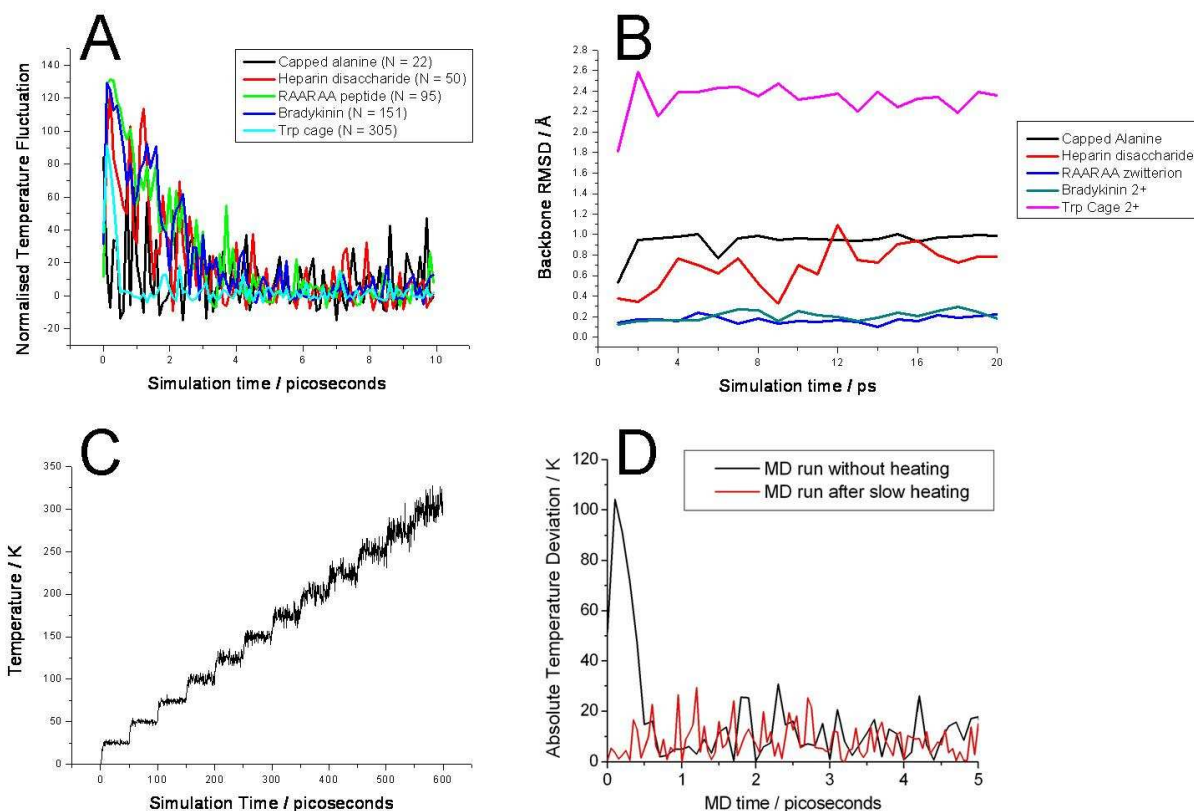 A
Capped alanine (N = 22)
Heparin disaccharide (N = 50)
RAARAA peptide (N = 95)
Bradykinin (N = 151)
Trp cage (N = 305)
Normalised Temperature Fluctuation
140
120
100
80
60
40
20
0
-20
0 2 4 6 8 10
Simulation time / picoseconds
B
Capped Alanine
Heparin disaccharide
RAARAA zwitterion
Bradykinin 2+
Trp Cage 2+
Backbone RMSD / Å
2.8
2.6
2.4
2.2
2.0
1.8
1.6
1.4
1.2
1.0
0.8
0.6
0.4
0.2
0.0
0 4 8 12 16 20
Simulation time / ps
C
Temperature / K
350
300
250
200
150
100
50
0
0 100 200 300 400 500 600
Simulation Time / picoseconds
D
MD run without heating
MD run after slow heating
Absolute Temperature Deviation / K
120
100
80
60
40
20
0
0 1 2 3 4 5
MD time / picoseconds